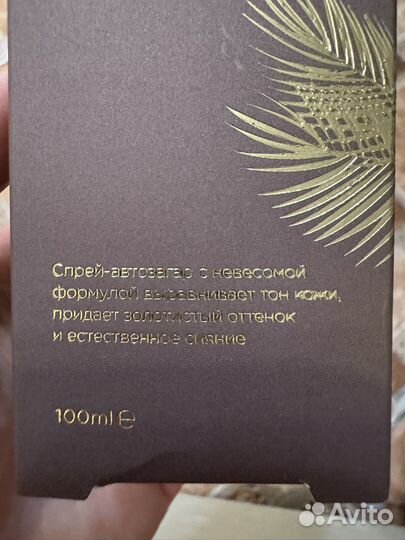 Спрей-автозагар с невесомой
формулой выравнивает тон кожи,
придает золотистый оттенок
и естественное сияние
100ml ℮
Avito